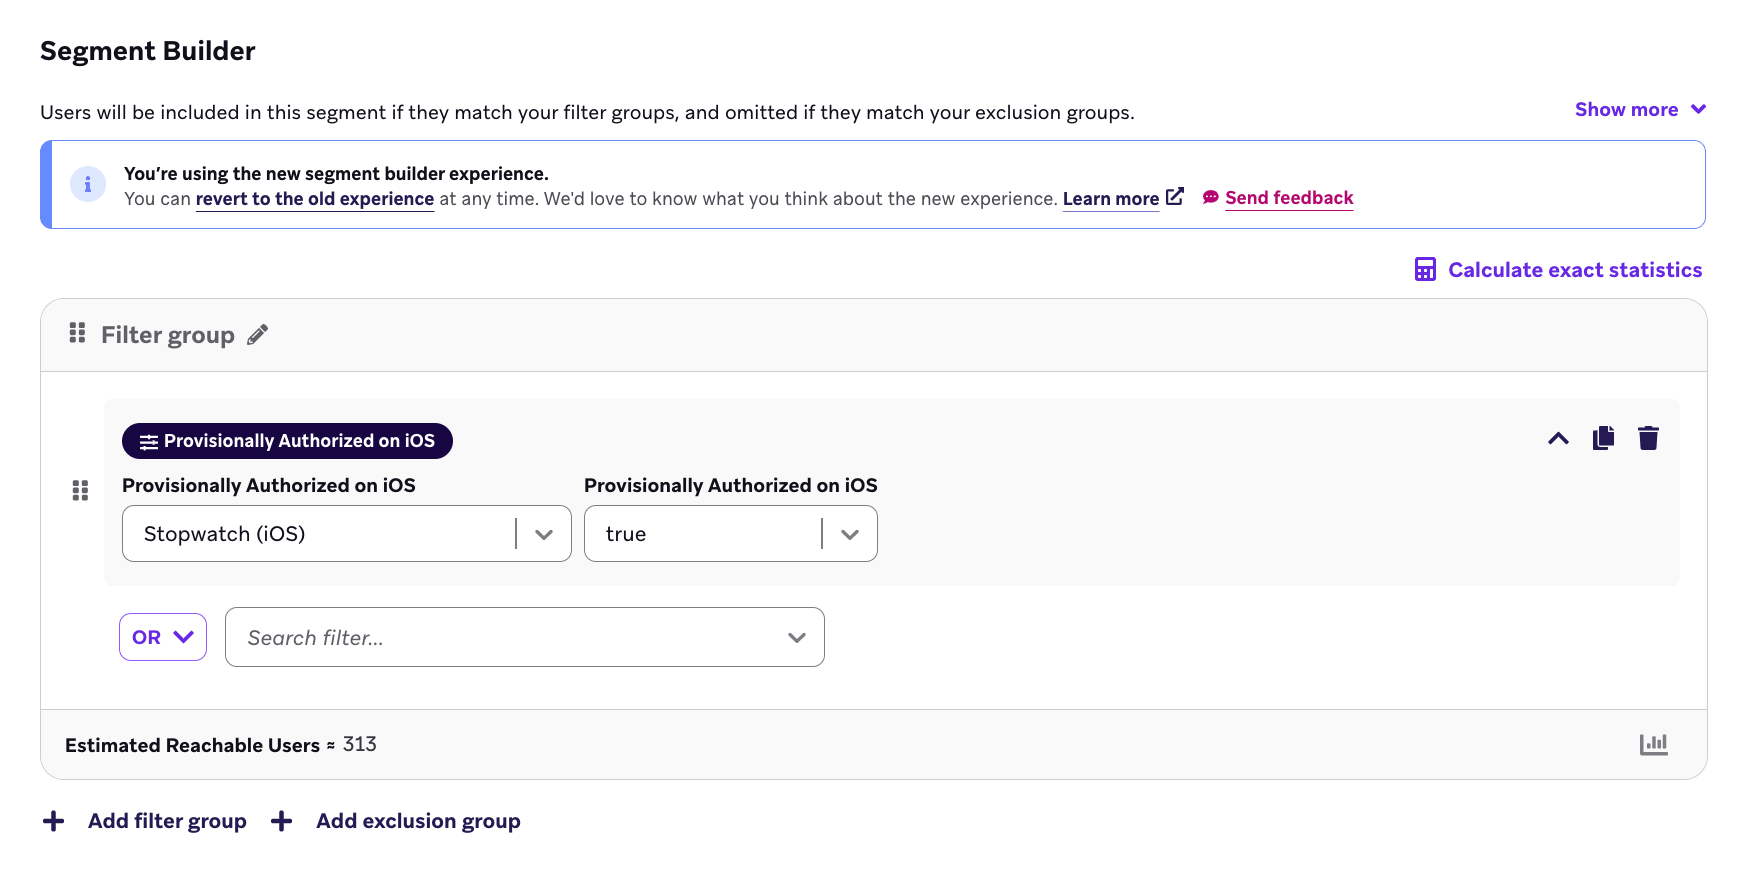 Segment Builder
Users will be included in this segment if they match your filter groups, and omitted if they match your exclusion groups.
Show more
You're using the new segment builder experience.
You can revert to the old experience at any time. We'd love to know what you think about the new experience. Learn more Send feedback
Calculate exact statistics
Filter group
Provisionally Authorized on iOS
Provisionally Authorized on iOS Provisionally Authorized on iOS
Stopwatch (iOS) true
OR Search filter...
Estimated Reachable Users ≈ 313
Add filter group Add exclusion group